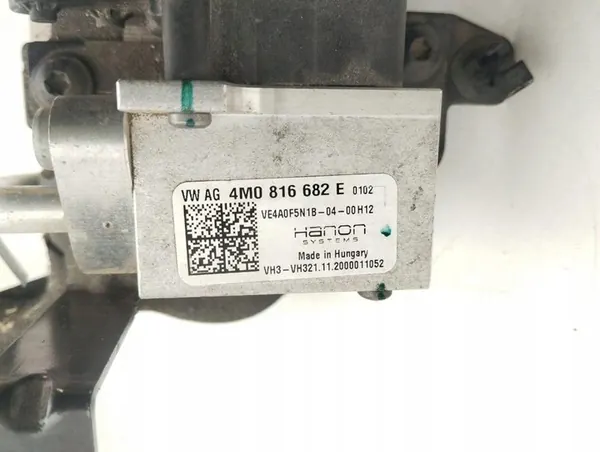 VW AG 4M0 816 682 E 0102
VE4A0F5N1B-04-00H12
Hanon
SYSTEMS
Made in Hungary
VH3-VH321.11.2000011052